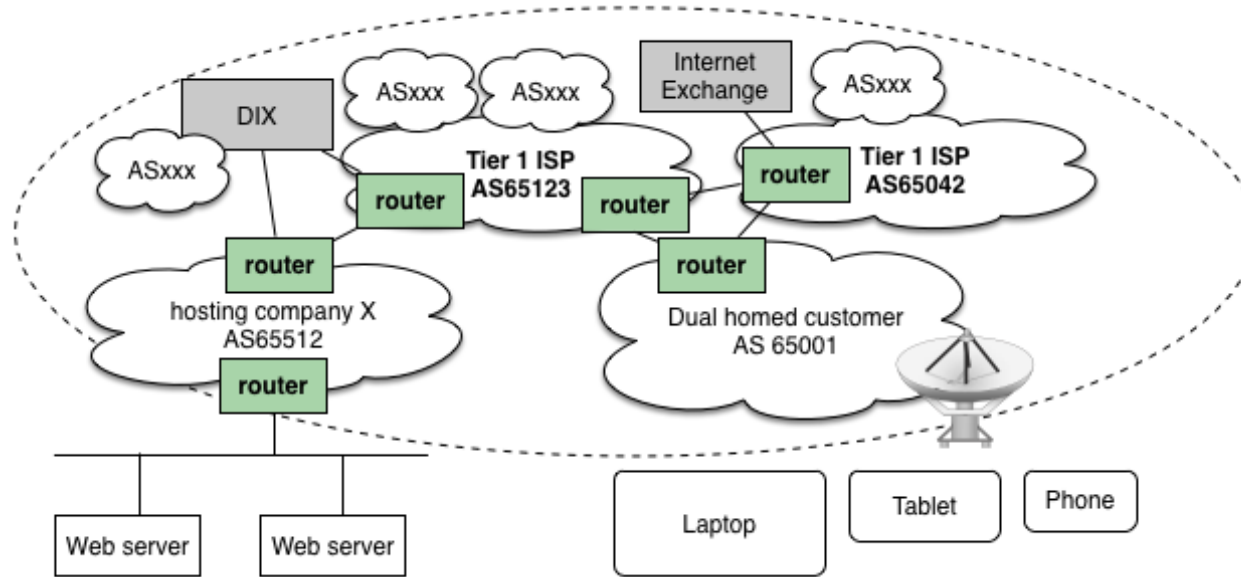 Internet
Exchange
ASxxx
ASxxx
ASxxx
DIX
ASxxx
Tier 1 ISP
AS65123
router
router
Tier 1 ISP
AS65042
router
router
hosting company X
AS65512
router
router
Dual homed customer
AS 65001
Web server
Web server
Laptop
Tablet
Phone